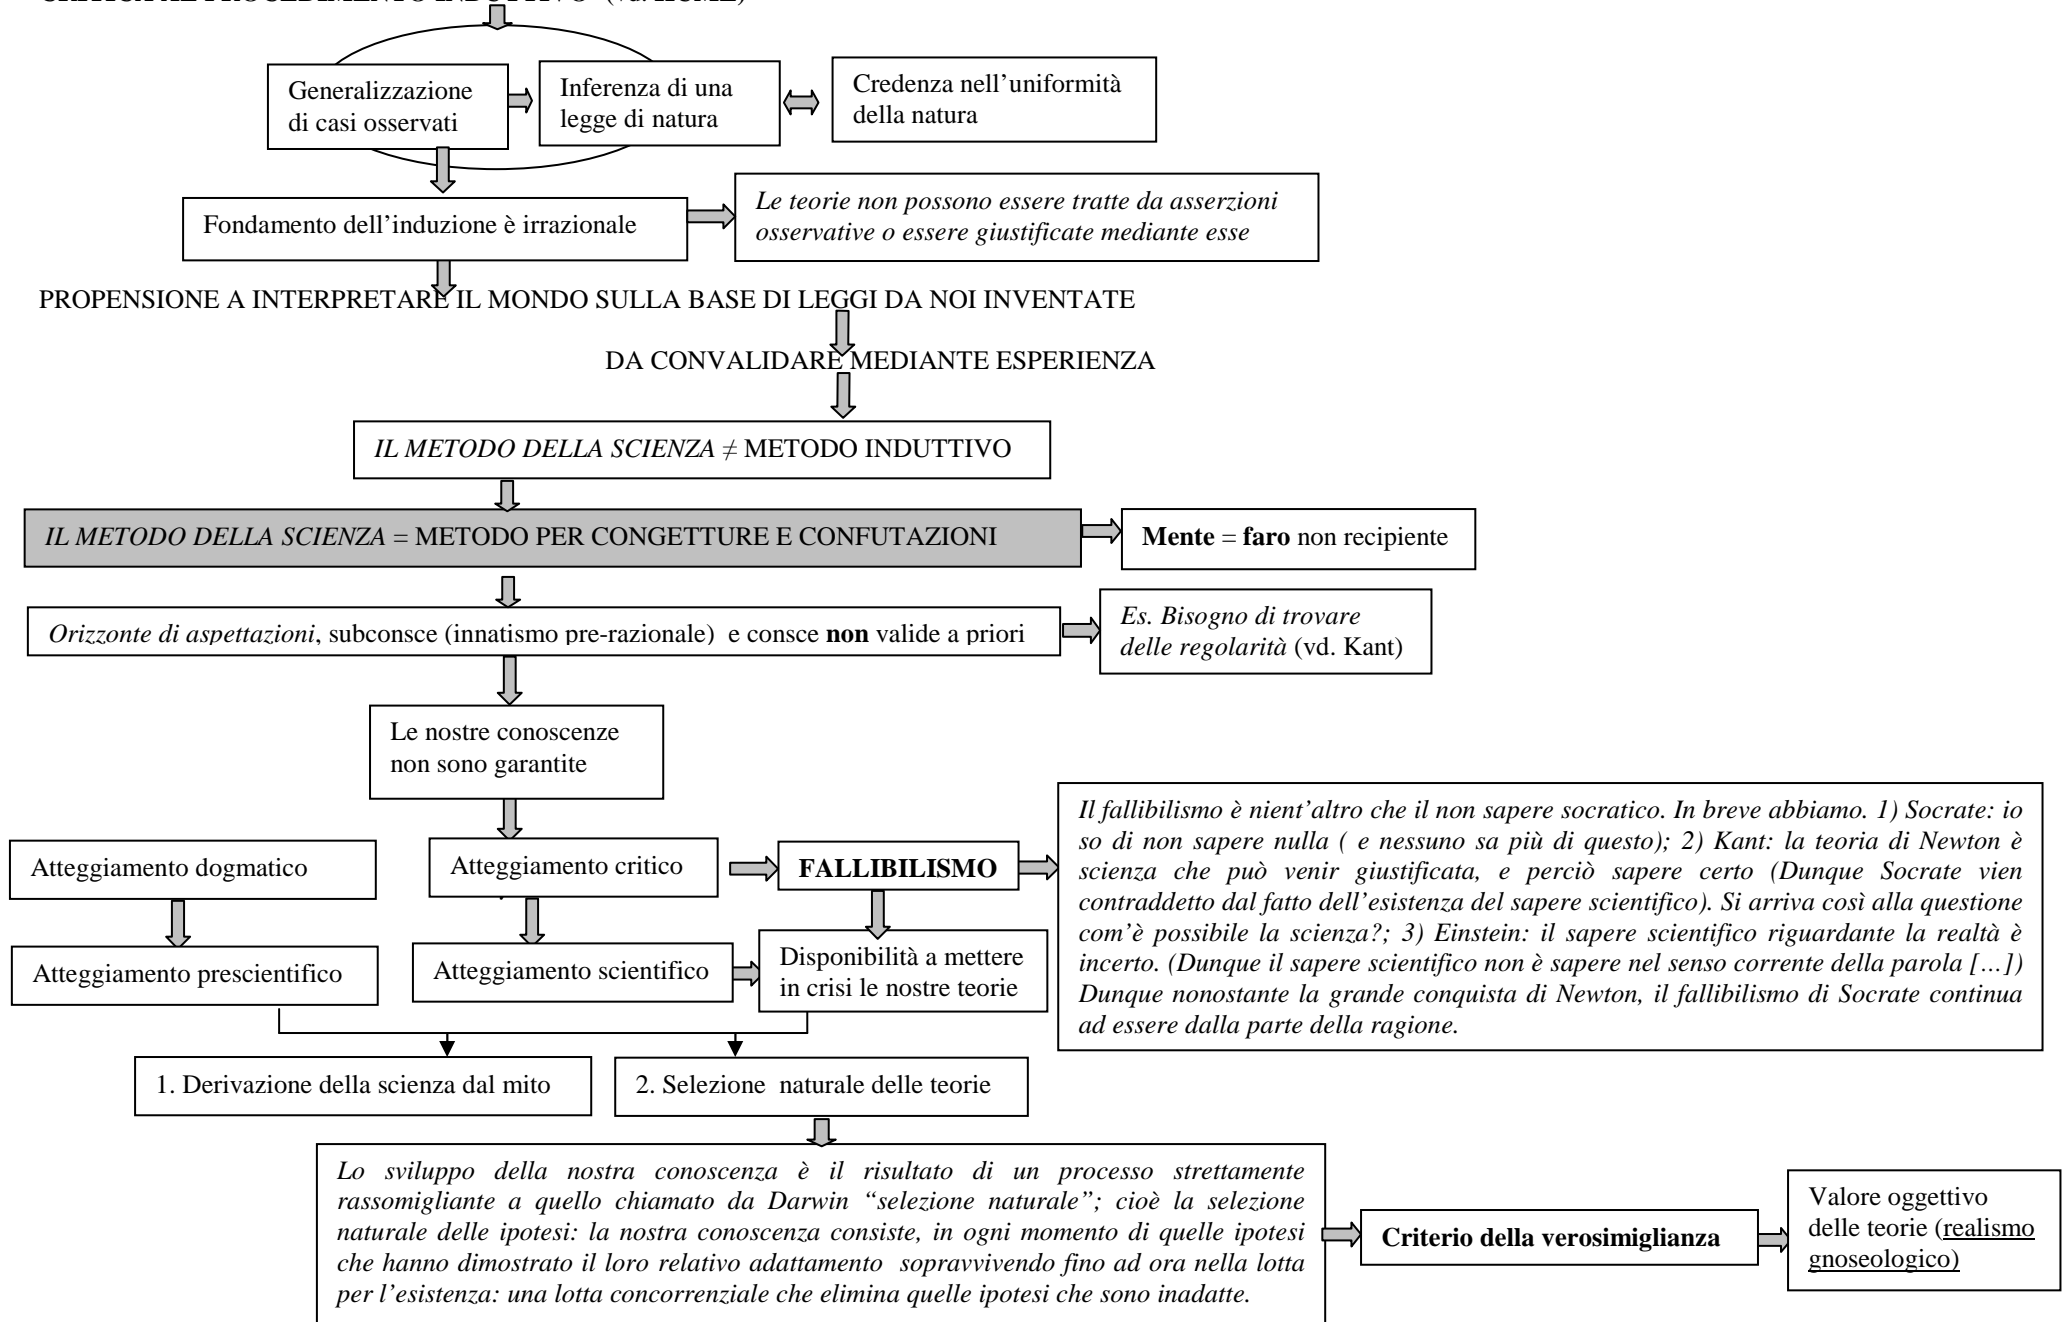 CRITICA AL PROCEDIMENTO INDUTTIVO (vd. HUME)
Generalizzazione
di casi osservati
Inferenza di una
legge di natura
Credenza nell’uniformità
della natura
Fondamento dell’induzione è irrazionale
Le teorie non possono essere tratte da asserzioni
osservative o essere giustificate mediante esse
PROPENSIONE A INTERPRETARE IL MONDO SULLA BASE DI LEGGI DA NOI INVENTATE
DA CONVALIDARE MEDIANTE ESPERIENZA
IL METODO DELLA SCIENZA ≠ METODO INDUTTIVO
IL METODO DELLA SCIENZA = METODO PER CONGETTURE E CONFUTAZIONI
Mente = faro non recipiente
Orizzonte di aspettazioni, subconsce (innatismo pre-razionale) e consce non valide a priori
Es. Bisogno di trovare
delle regolarità (vd. Kant)
Le nostre conoscenze
non sono garantite
Atteggiamento dogmatico
Atteggiamento critico
FALLIBILISMO
Il fallibilismo è nient’altro che il non sapere socratico. In breve abbiamo. 1) Socrate: io
so di non sapere nulla ( e nessuno sa più di questo); 2) Kant: la teoria di Newton è
scienza che può venir giustificata, e perciò sapere certo (Dunque Socrate vien
contraddetto dal fatto dell’esistenza del sapere scientifico). Si arriva così alla questione
com’è possibile la scienza?; 3) Einstein: il sapere scientifico riguardante la realtà è
incerto. (Dunque il sapere scientifico non è sapere nel senso corrente della parola […])
Dunque nonostante la grande conquista di Newton, il fallibilismo di Socrate continua
ad essere dalla parte della ragione.
Atteggiamento prescientifico
Atteggiamento scientifico
Disponibilità a mettere
in crisi le nostre teorie
1. Derivazione della scienza dal mito
2. Selezione naturale delle teorie
Lo sviluppo della nostra conoscenza è il risultato di un processo strettamente
rassomigliante a quello chiamato da Darwin “selezione naturale”; cioè la selezione
naturale delle ipotesi: la nostra conoscenza consiste, in ogni momento di quelle ipotesi
che hanno dimostrato il loro relativo adattamento sopravvivendo fino ad ora nella lotta
per l’esistenza: una lotta concorrenziale che elimina quelle ipotesi che sono inadatte.
Criterio della verosimiglianza
Valore oggettivo
delle teorie (realismo
gnoseologico)